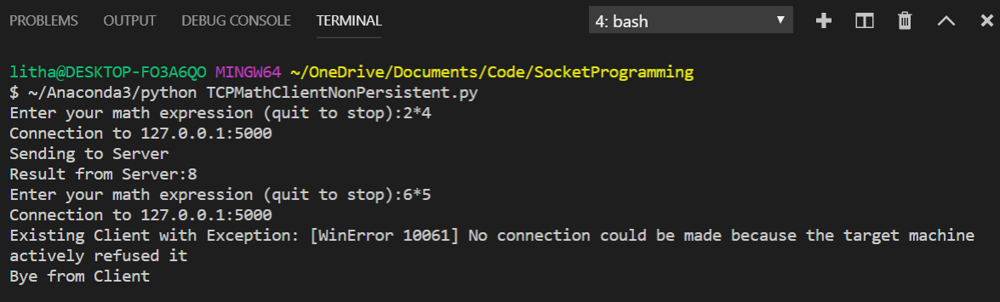 PROBLEMS OUTPUT DEBUG CONSOLE TERMINAL 4: bash
litha@DESKTOP-FO3A6QO MINGW64 ~/OneDrive/Documents/Code/SocketProgramming
$ ~/Anaconda3/python TCPMathClientNonPersistent.py
Enter your math expression (quit to stop):2*4
Connection to 127.0.0.1:5000
Sending to Server
Result from Server:8
Enter your math expression (quit to stop):6*5
Connection to 127.0.0.1:5000
Existing Client with Exception: [WinError 10061] No connection could be made because the target machine
actively refused it
Bye from Client